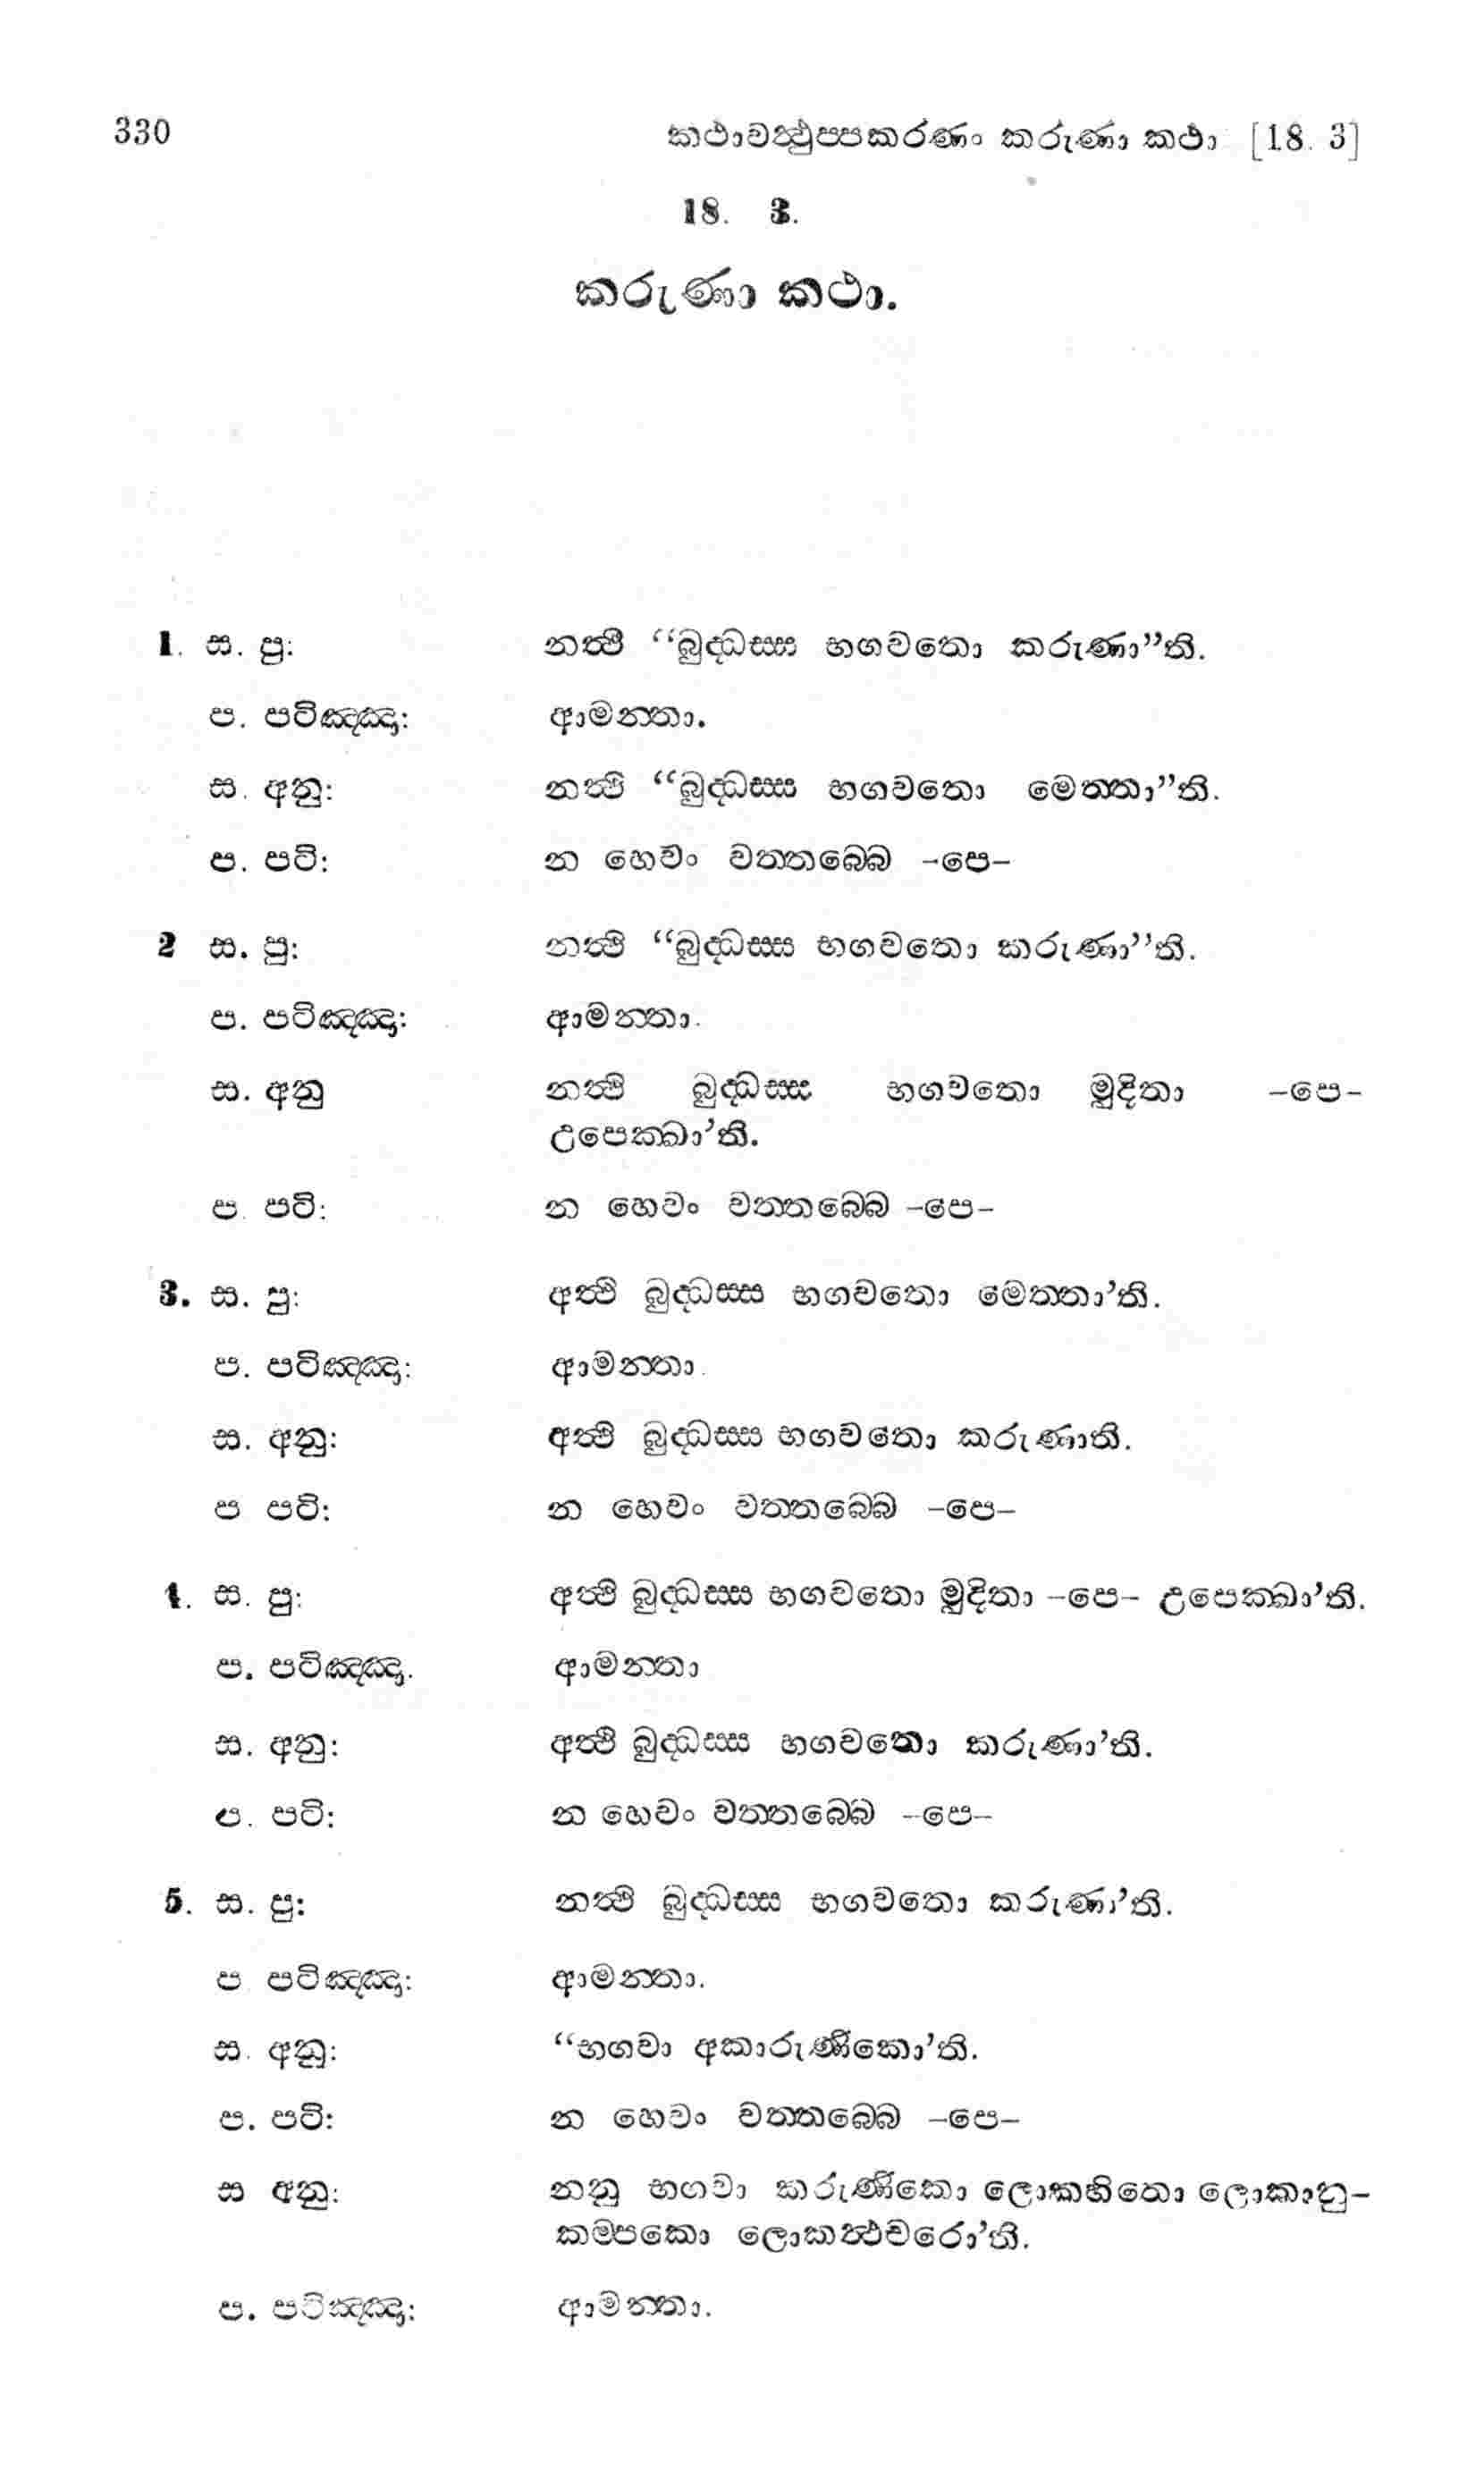 330 කථාවත්‍ථුප‍්පකරණං කරුණා කථා [18. 3]
18. 3.
කරුණා කථා.
1. ස. පු: නත්‍ථි “බුද‍්ධස‍්ස භගවතො කරුණා”ති.
ප. පටිඤ‍්ඤා: ආමන‍්තා.
ස. අනු: නත්‍ථි “බුද‍්ධස‍්ස භගවතො මෙත‍්තා”ති.
ප. පටි: න හෙවං වත‍්තබ‍්බෙ -පෙ-
2 ස. පු: නත්‍ථි “බුද‍්ධස‍්ස භගවතො කරුණා”ති.
ප. පටිඤ‍්ඤා: ආමන‍්තා.
ස. අනු නත්‍ථි බුද‍්ධස‍්ස භගවතො මුදිතා -පෙ-
උපෙක‍්ඛා’ති.
ප. පටි: න හෙවං වත‍්තබ‍්බෙ -පෙ-
3. ස. පු: අත්‍ථි බුද‍්ධස‍්ස භගවතො මෙත‍්තා’ති.
ප. පටිඤ‍්ඤා: ආමන‍්තා.
ස. අනු: අත්‍ථි බුද‍්ධස‍්ස භගවතො කරුණාති.
ප පටි: න හෙවං වත‍්තබ‍්බෙ -පෙ-
4. ස. පු: අත්‍ථි බුද‍්ධස‍්ස භගවතො මුදිතා -පෙ- උපෙක‍්ඛා’ති.
ප. පටිඤ‍්ඤා. ආමන‍්තා
ස. අනු: අත්‍ථි බුද‍්ධස‍්ස භගවතො කරුණා’ති.
ප. පටි: න හෙවං වත‍්තබ‍්බෙ -පෙ-
5. ස. පු: නත්‍ථි බුද‍්ධස‍්ස භගවතො කරුණා’ති.
ප පටිඤ‍්ඤා: ආමන‍්තා.
ස. අනු: “භගවා අකාරුණිකො’ති.
ප. පටි: න හෙවං වත‍්තබ‍්බෙ -පෙ-
ස අනු: නනු භගවා කරුණිකො ලොකහිතො ලොකානු-
කම‍්පකො ලොකත්‍ථචරො’ති.
ප. පටිඤ‍්ඤා: ආමන‍්තා.